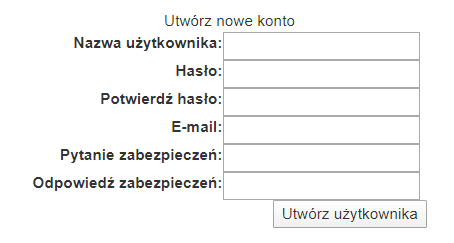 Utwórz nowe konto
Nazwa użytkownika:
Hasło:
Potwierdź hasło:
E-mail:
Pytanie zabezpieczeń:
Odpowiedź zabezpieczeń:
Utwórz użytkownika